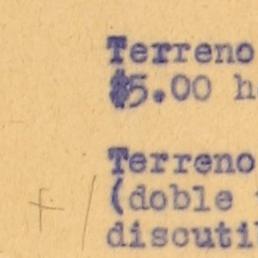 Terreno
$5.00 h
Terreno
(doble
discuti